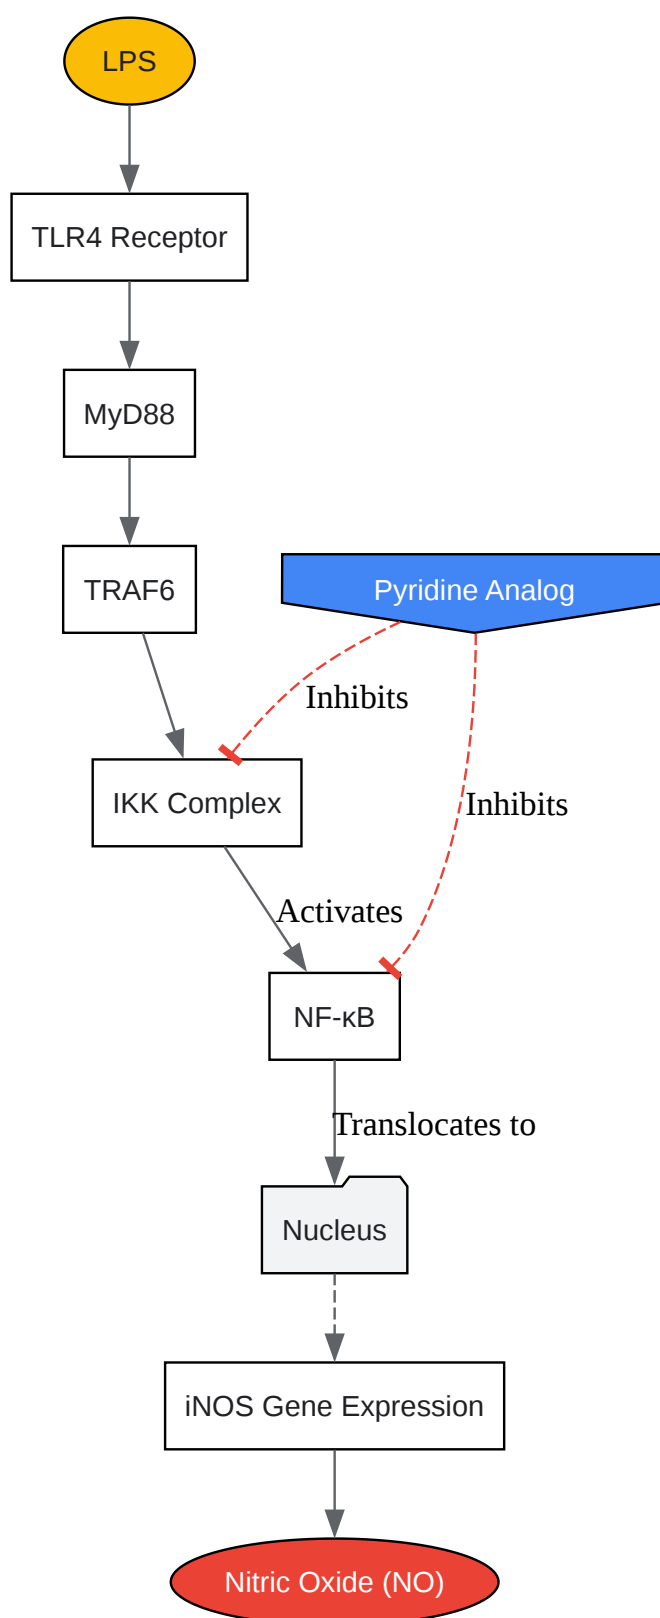 LPS
TLR4 Receptor
MyD88
TRAF6
Pyridine Analog
Inhibits
IKK Complex
Inhibits
Activates
NF-κB
Translocates to
Nucleus
iNOS Gene Expression
Nitric Oxide (NO)